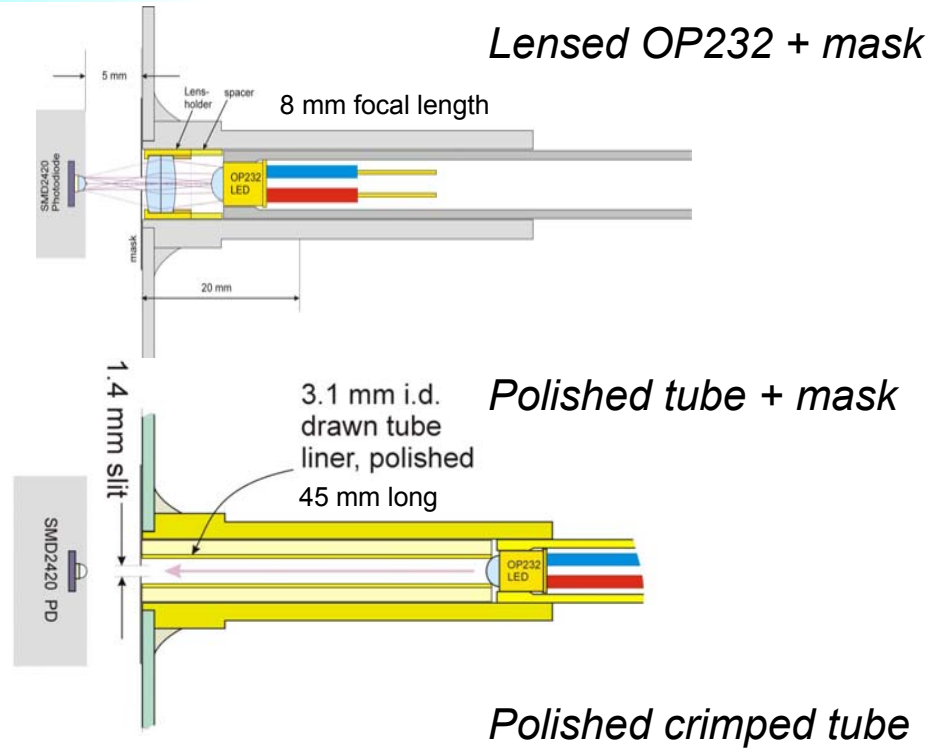 Lensed OP232 + mask
5 mm
Lens-
holder
spacer
8 mm focal length
SMD2420
Photodiode
OP232
LED
mask
20 mm
Polished tube + mask
1.4 mm slit
3.1 mm i.d.
drawn tube
liner, polished
45 mm long
SMD2420 PD
OP232
LED
Polished crimped tube